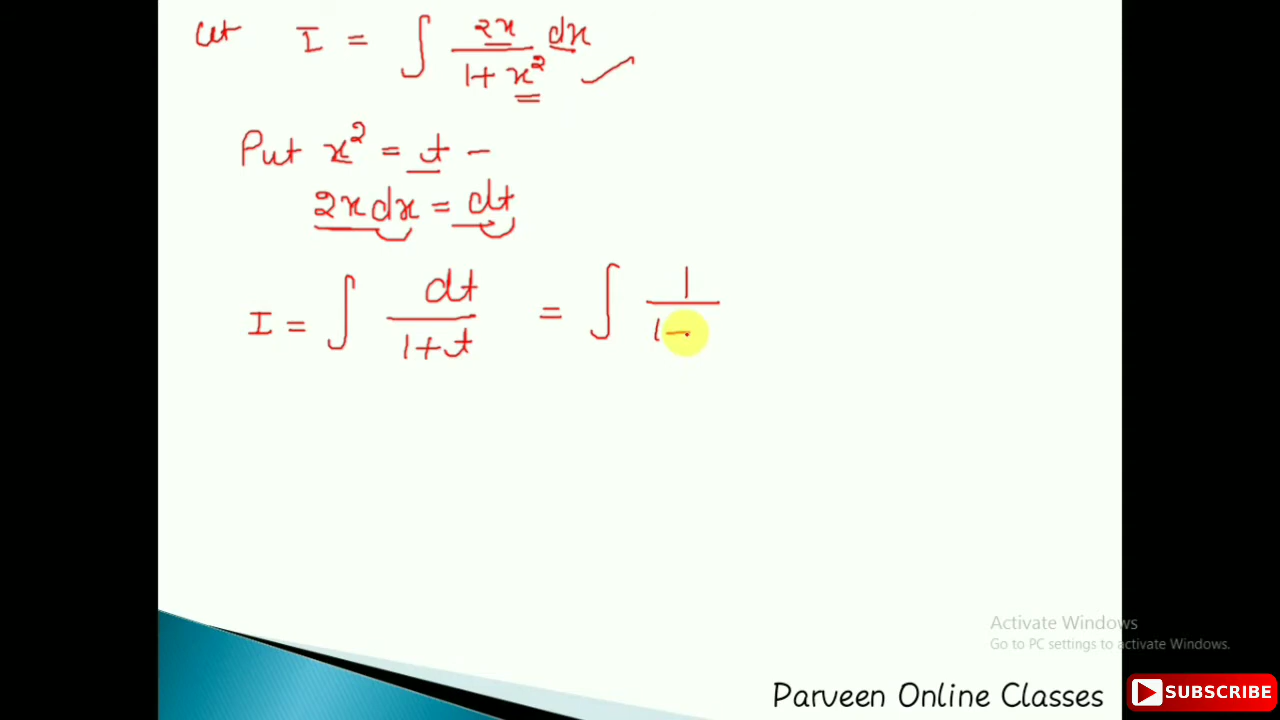 Let I = ∫ 2x/(1+x²) dx
Put x² = t -
2x dx = dt
I = ∫ dt/(1+t) = ∫ 1/(1-
Activate Windows
Go to PC settings to activate Windows.
Parveen Online Classes
SUBSCRIBE